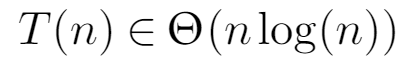 T(n) ∈ Θ(n log(n))